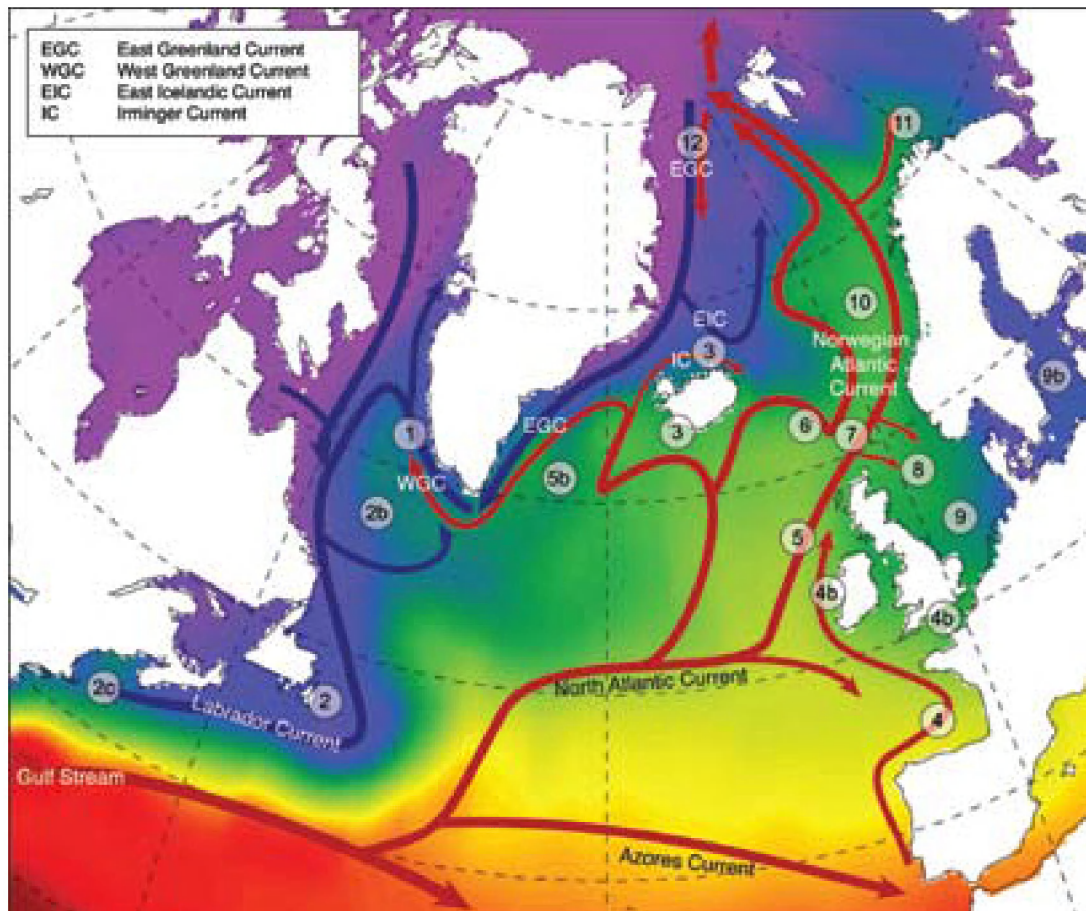 EGC East Greenland Current
WGC West Greenland Current
EIC East Icelandic Current
IC Irminger Current
11
12
EGC
10
EIC
3
Norwegian
Atlantic
Current
IC
9b
1
EGC
3
6
7
8
WGC
5b
2b
9
5
4b
4b
2c
2
North Atlantic Current
Labrador Current
4
Gulf Stream
Azores Current